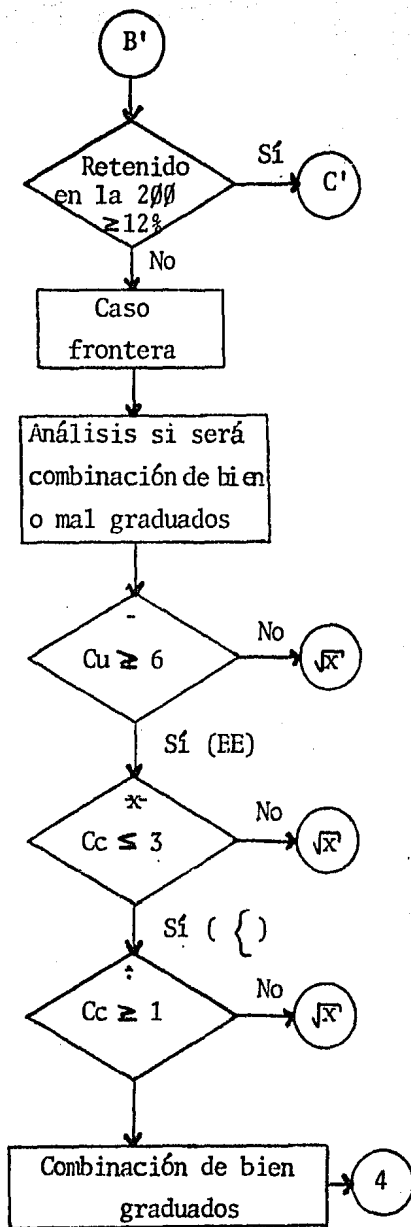 B'
Retenido
en la 2ØØ
≥12%
Sí
C'
No
Caso
frontera
Análisis si será
combinación de bien
o mal graduados
-
Cu ≥ 6
No
√x
Sí (EE)
-x-
Cc ≤ 3
No
√x
Sí ( { )
÷
Cc ≥ 1
No
√x
Combinación de bien
graduados
4